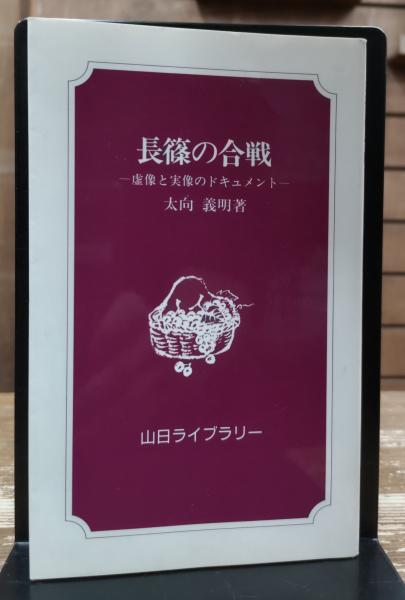 長篠の合戦
―虚像と実像のドキュメント―
太向 義明著
山日ライブラリー